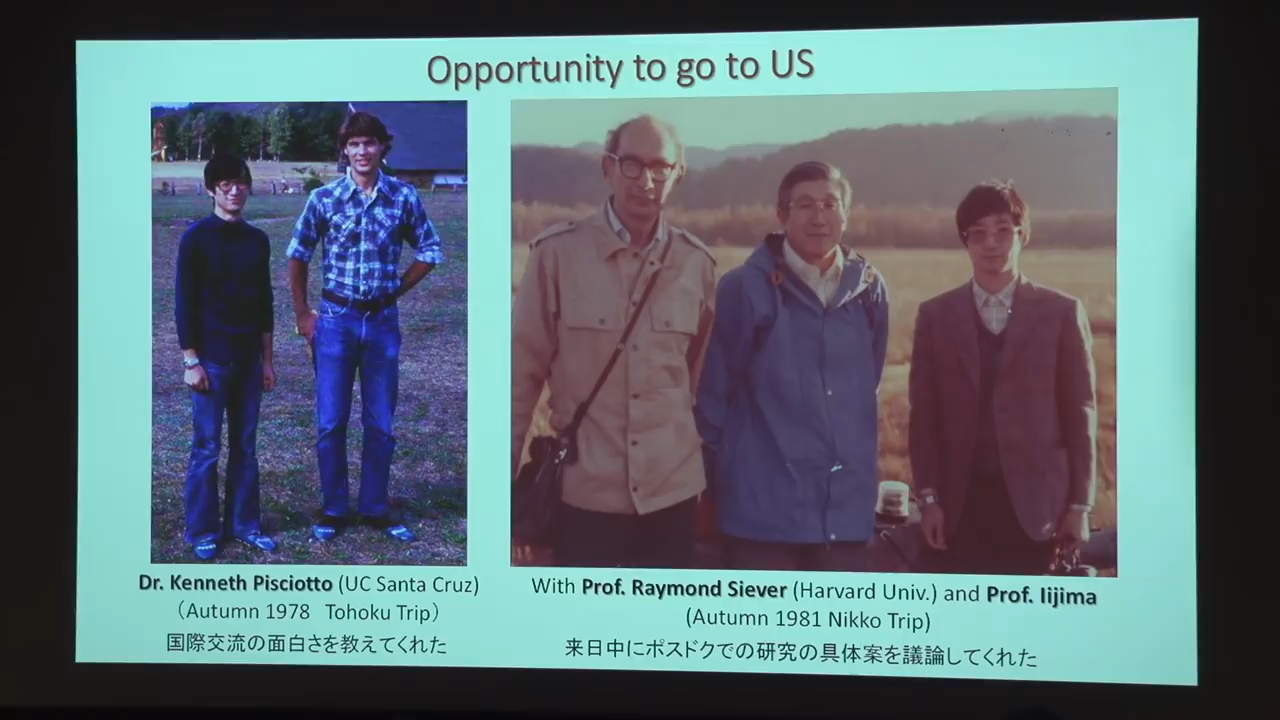 Opportunity to go to US
Dr. Kenneth Pisciotto (UC Santa Cruz)
（Autumn 1978 Tohoku Trip）
国際交流の面白さを教えてくれた
With Prof. Raymond Siever (Harvard Univ.) and Prof. Iijima
(Autumn 1981 Nikko Trip)
来日中にポスドクでの研究の具体案を議論してくれた